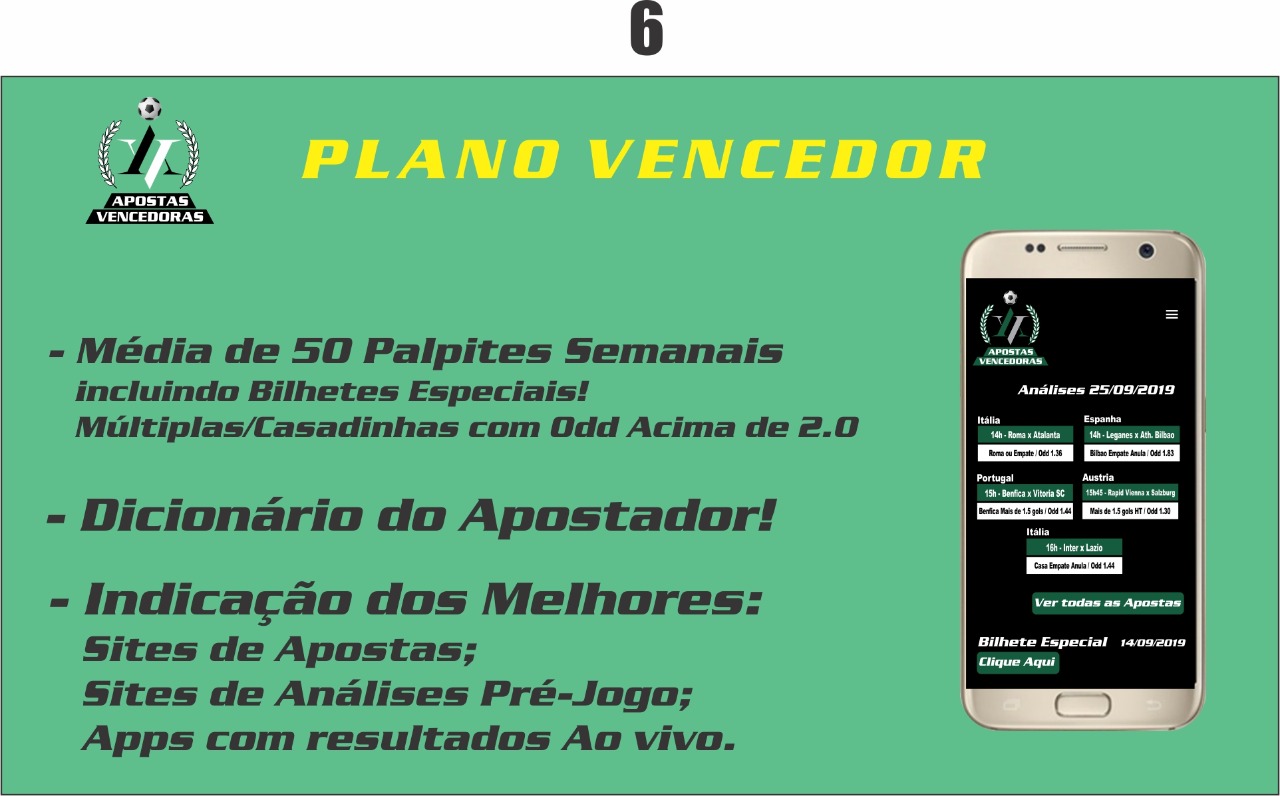 6
APOSTAS
VENCEDORAS
PLANO VENCEDOR
- Média de 50 Palpites Semanais
incluindo Bilhetes Especiais!
Múltiplas/Casadinhas com Odd Acima de 2.0
- Dicionário do Apostador!
- Indicação dos Melhores:
Sites de Apostas;
Sites de Análises Pré-Jogo;
Apps com resultados Ao vivo.
APOSTAS
VENCEDORAS
Análises 25/09/2019
Itália
14h - Roma x Atalanta
Roma ou Empate / Odd 1.36
Espanha
14h - Leganes x Ath. Bilbao
Bilbao Empate Anula / Odd 1.83
Portugal
15h - Benfica x Vitoria SC
Benfica Mais de 1.5 gols / Odd 1.44
Austria
15h45 - Rapid Vienna x Salzburg
Mais de 1.5 gols HT / Odd 1.30
Itália
16h - Inter x Lazio
Casa Empate Anula / Odd 1.44
Ver todas as Apostas
Bilhete Especial 14/09/2019
Clique Aqui